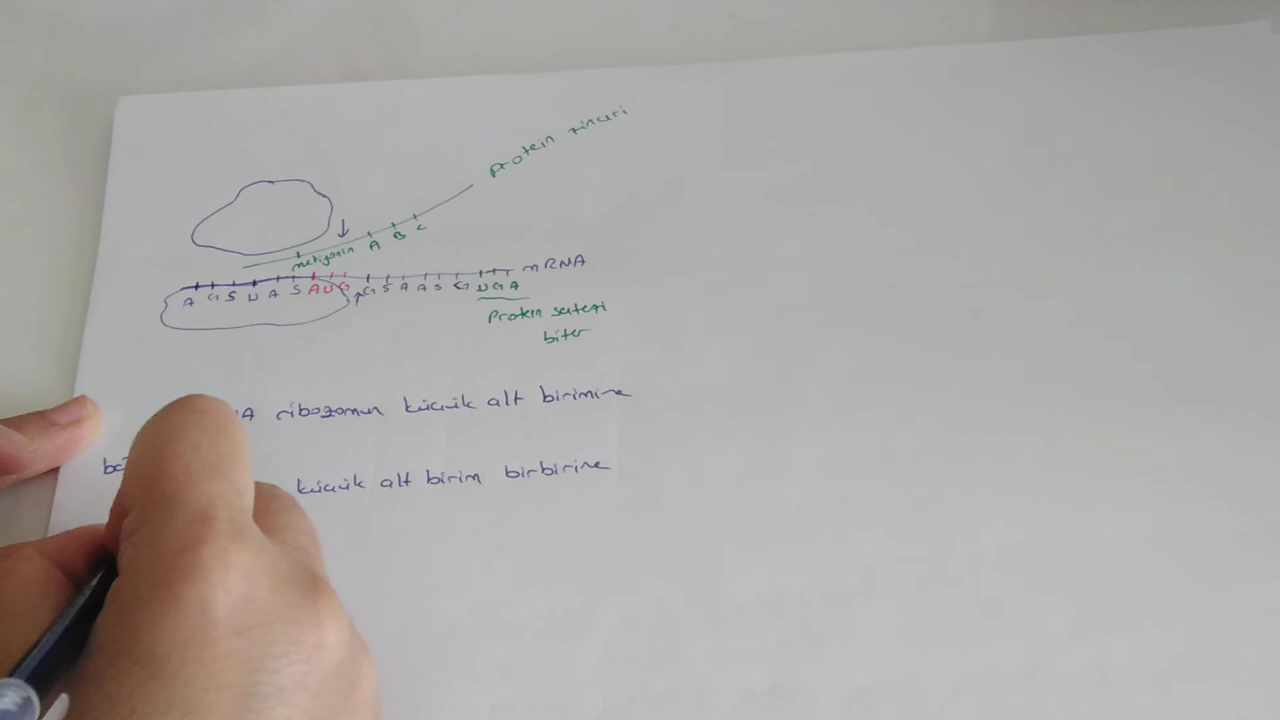 Protein zinciri
metiyonin A B C
A G S U A S A U G G S A A S G U G A mRNA
Protein sentezi
biter
ribozomun küçük alt birimine
küçük alt birim birbirine